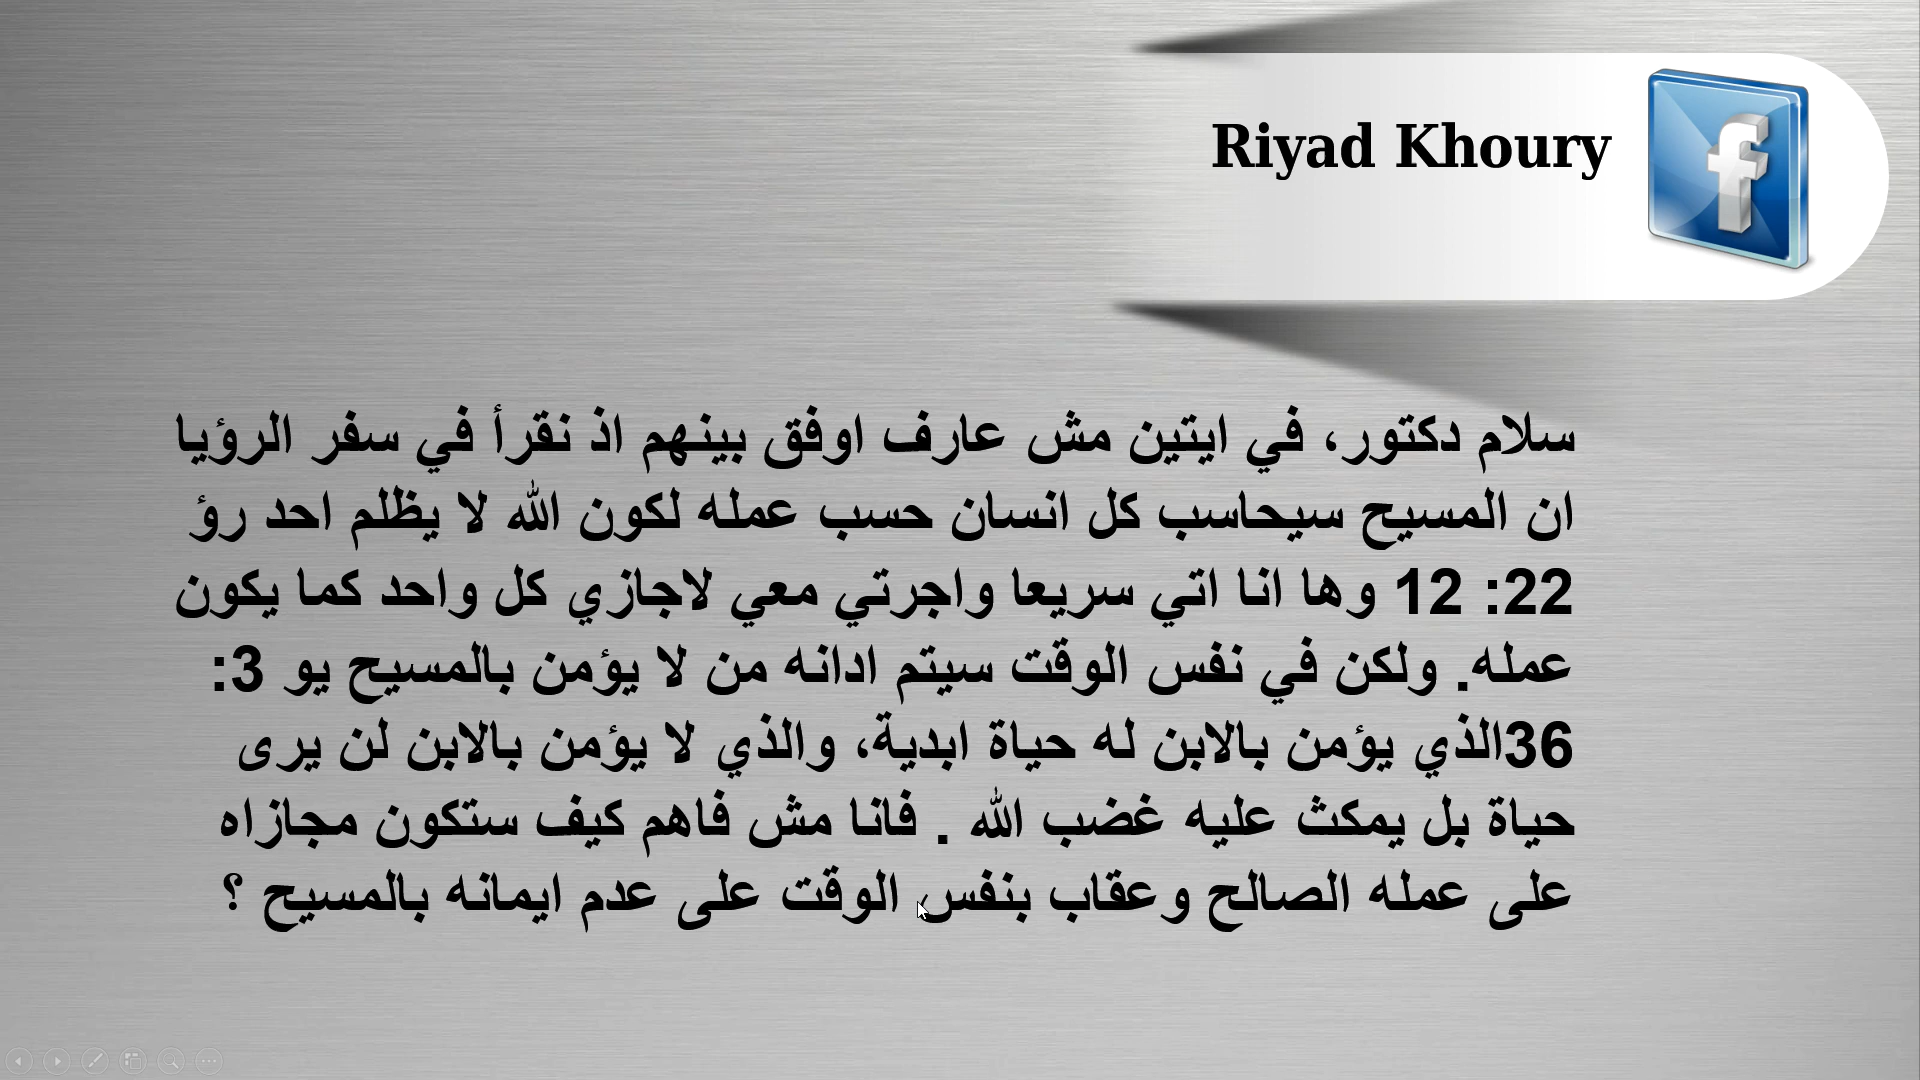 Riyad Khoury
سلام دكتور، في ايتين مش عارف اوفق بينهم اذ نقرأ في سفر الرؤيا
ان المسيح سيحاسب كل انسان حسب عمله لكون الله لا يظلم احد رؤ
22: 12 وها انا اتي سريعا واجرتي معي لاجازي كل واحد كما يكون
عمله. ولكن في نفس الوقت سيتم ادانه من لا يؤمن بالمسيح يو 3:
36الذي يؤمن بالابن له حياة ابدية، والذي لا يؤمن بالابن لن يرى
حياة بل يمكث عليه غضب الله . فانا مش فاهم كيف ستكون مجازاه
على عمله الصالح وعقاب بنفس الوقت على عدم ايمانه بالمسيح ؟